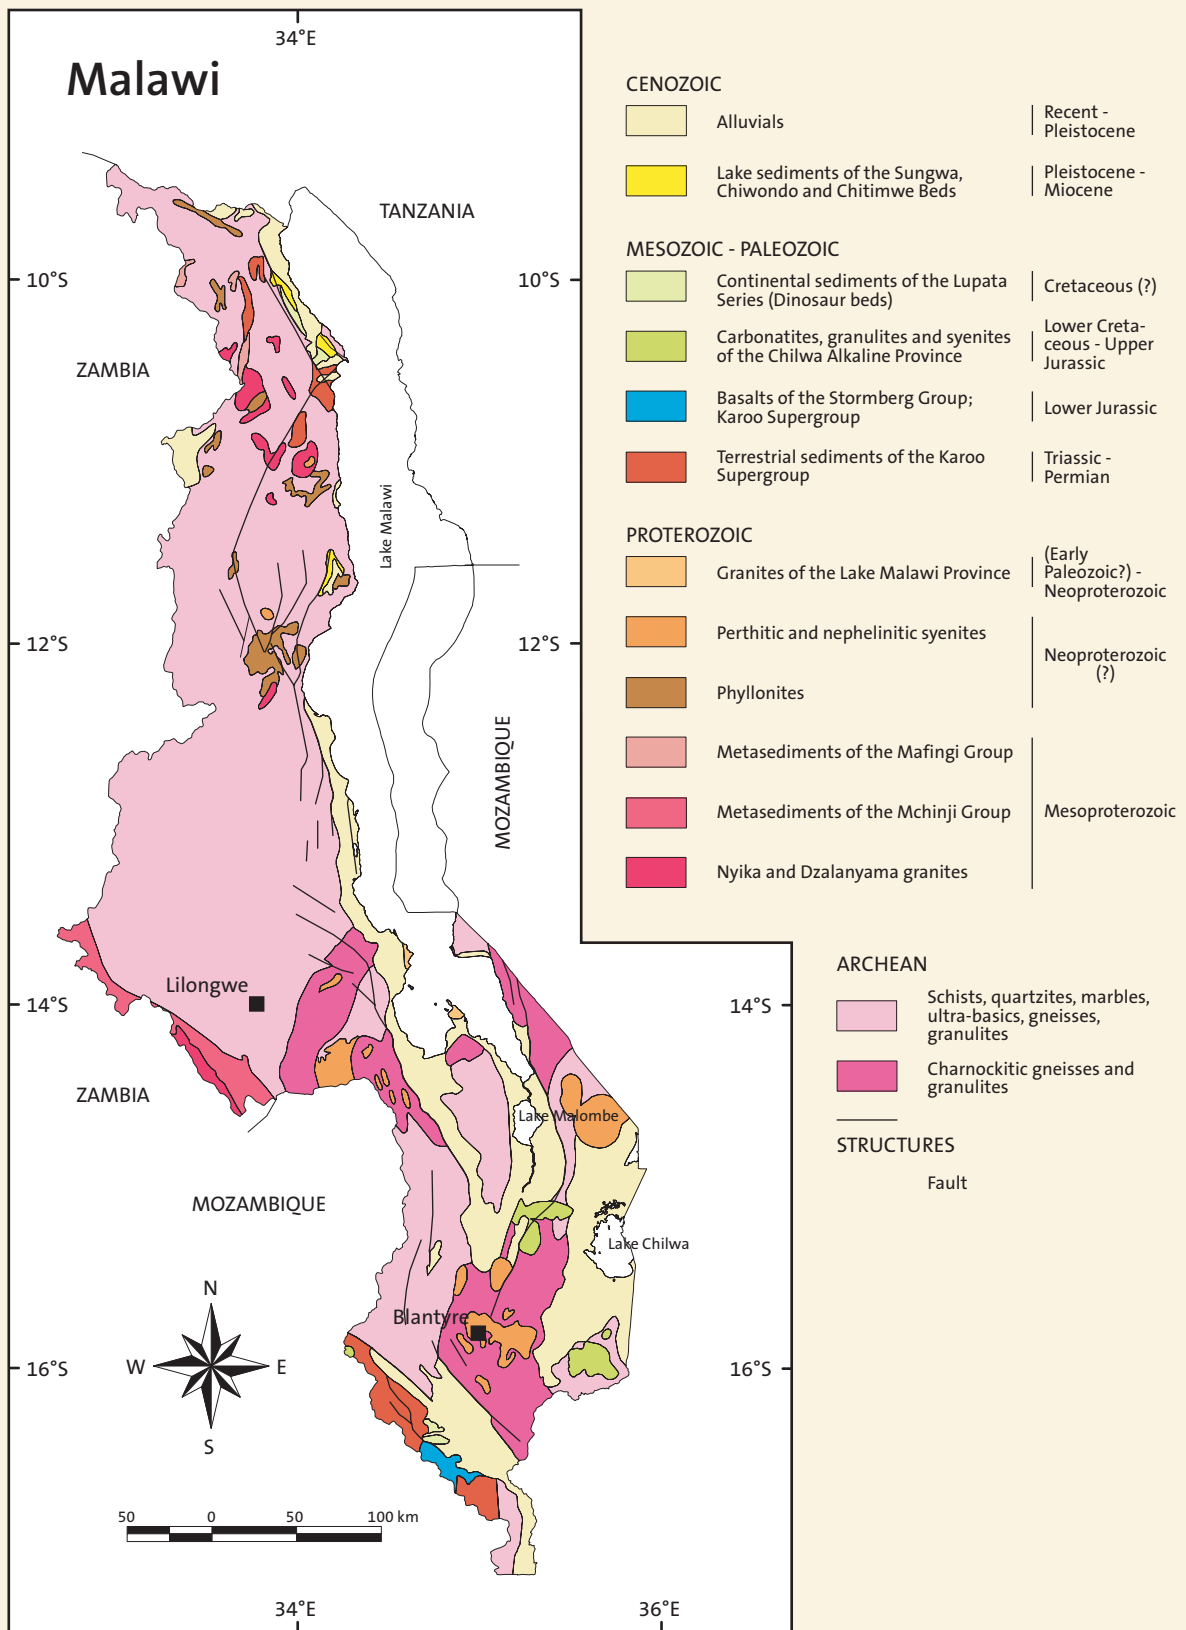 34°E
Malawi
TANZANIA
10°S
10°S
ZAMBIA
Lake Malawi
12°S
12°S
MOZAMBIQUE
Lilongwe
14°S
14°S
ZAMBIA
Lake Malombe
MOZAMBIQUE
Lake Chilwa
N
Blantyre
W
E
16°S
16°S
S
50
0
50
100 km
34°E
36°E
CENOZOIC
Alluvials
Recent -
Pleistocene
Lake sediments of the Sungwa,
Chiwondo and Chitimwe Beds
Pleistocene -
Miocene
MESOZOIC - PALEOZOIC
Continental sediments of the Lupata
Series (Dinosaur beds)
Cretaceous (?)
Carbonatites, granulites and syenites
of the Chilwa Alkaline Province
Lower Creta-
ceous - Upper
Jurassic
Basalts of the Stormberg Group;
Karoo Supergroup
Lower Jurassic
Terrestrial sediments of the Karoo
Supergroup
Triassic -
Permian
PROTEROZOIC
Granites of the Lake Malawi Province
(Early
Paleozoic?) -
Neoproterozoic
Perthitic and nephelinitic syenites
Phyllonites
Neoproterozoic
(?)
Metasediments of the Mafingi Group
Metasediments of the Mchinji Group
Nyika and Dzalanyama granites
Mesoproterozoic
ARCHEAN
Schists, quartzites, marbles,
ultra-basics, gneisses,
granulites
Charnockitic gneisses and
granulites
STRUCTURES
Fault